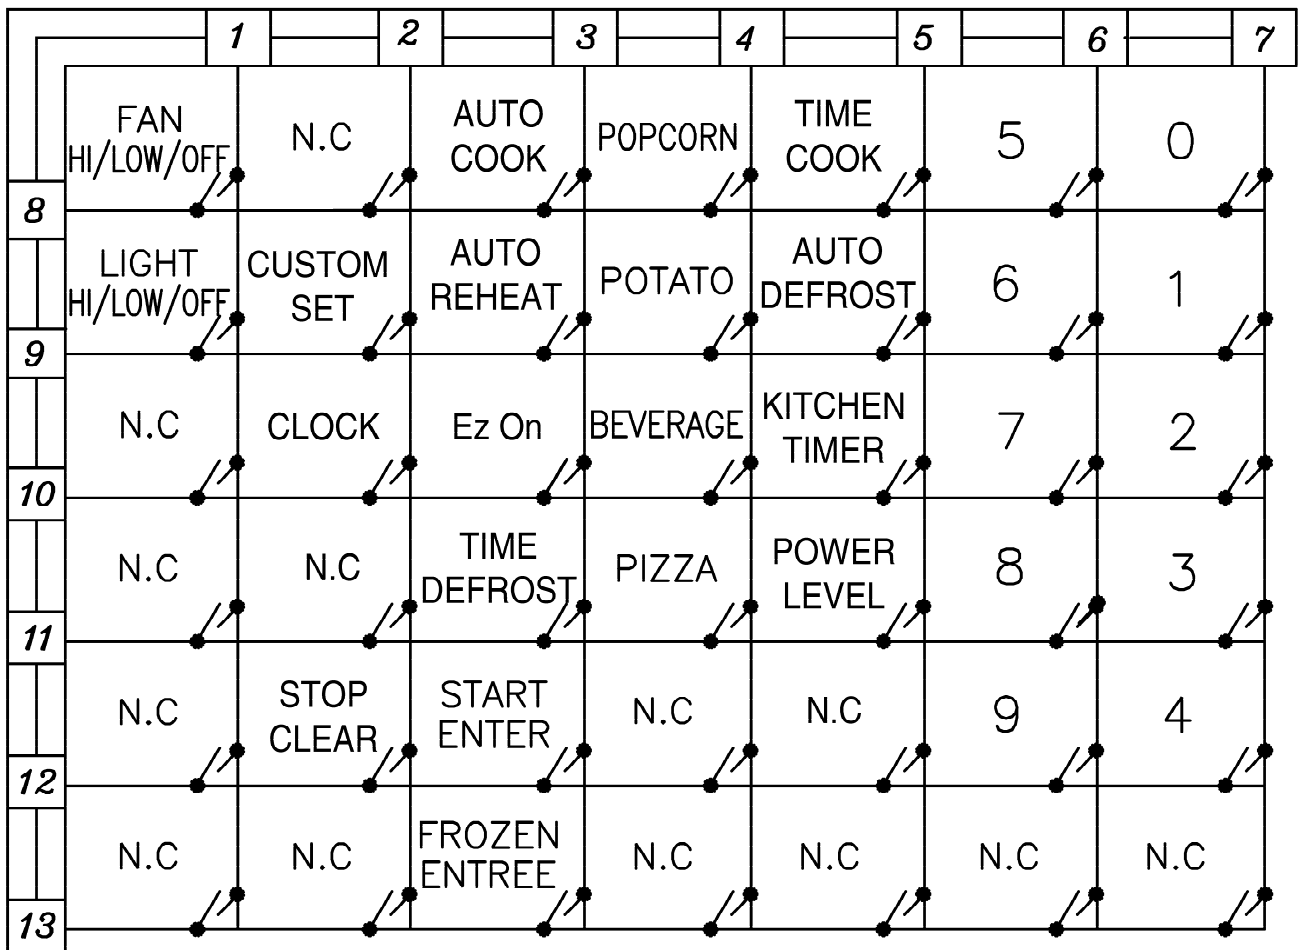 1 2 3 4 5 6 7
FAN
HI/LOW/OFF
N.C
AUTO
COOK
POPCORN
TIME
COOK
5
0
8
LIGHT
HI/LOW/OFF
CUSTOM
SET
AUTO
REHEAT
POTATO
AUTO
DEFROST
6
1
9
N.C
CLOCK
Ez On
BEVERAGE
KITCHEN
TIMER
7
2
10
N.C
N.C
TIME
DEFROST
PIZZA
POWER
LEVEL
8
3
11
N.C
STOP
CLEAR
START
ENTER
N.C
N.C
9
4
12
N.C
N.C
FROZEN
ENTREE
N.C
N.C
N.C
N.C
13